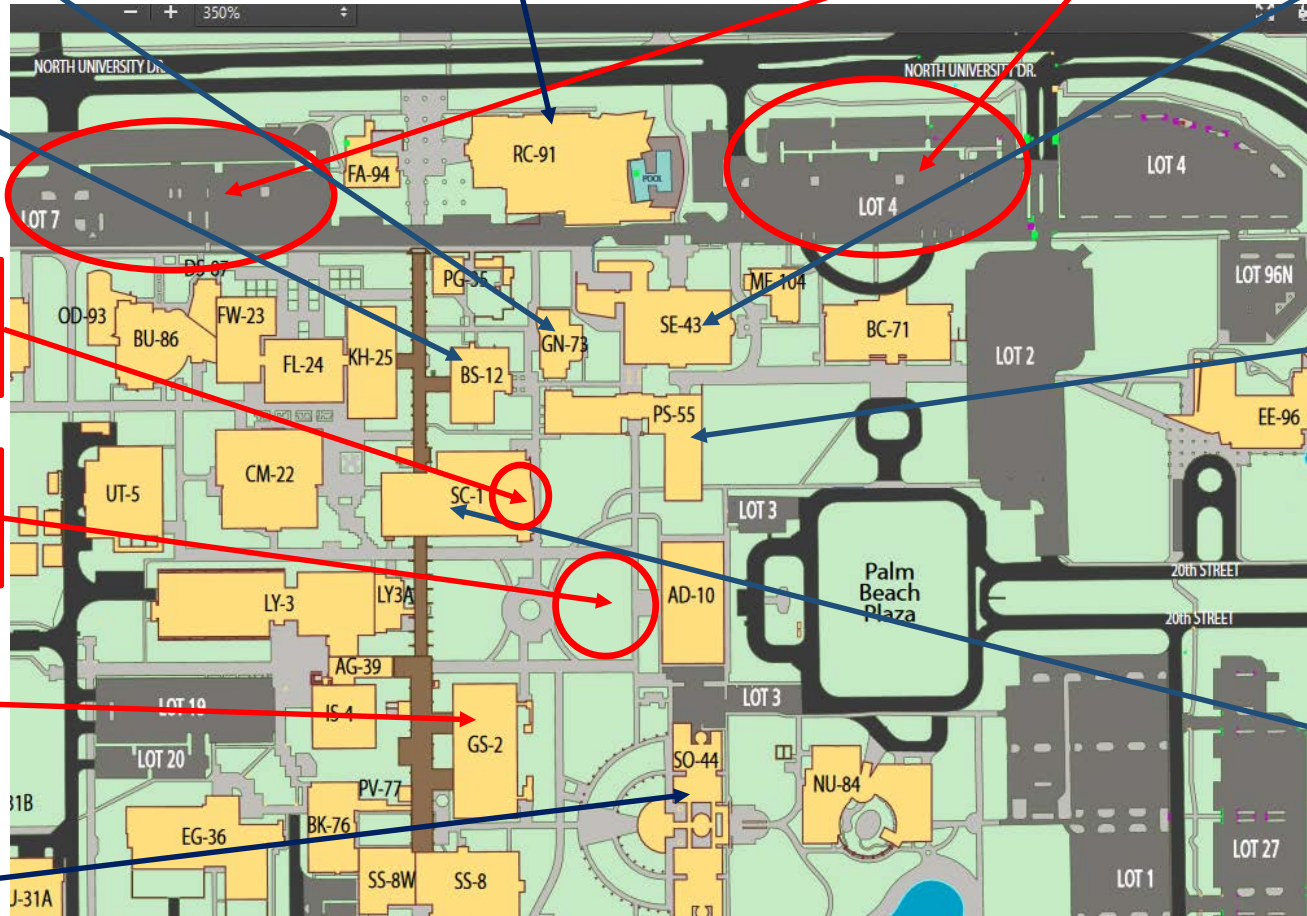 350%
NORTH UNIVERSITY DR.
NORTH UNIVERSITY DR.
RC-91
POOL
FA-94
LOT 4
LOT 4
LOT 7
DS-87
PG-35
MF-104
LOT 96N
OD-93
BU-86
FW-23
FL-24
KH-25
BS-12
GN-73
SE-43
BC-71
LOT 2
PS-55
EE-96
UT-5
CM-22
SC-1
LOT 3
Palm
Beach
Plaza
20th STREET
20th STREET
LY-3
LY3A
AD-10
AG-39
LOT 19
IS-4
GS-2
LOT 3
LOT 20
SO-44
NU-84
31B
PV-77
EG-36
BK-76
SS-8W
SS-8
LOT 27
LOT 1
J-31A